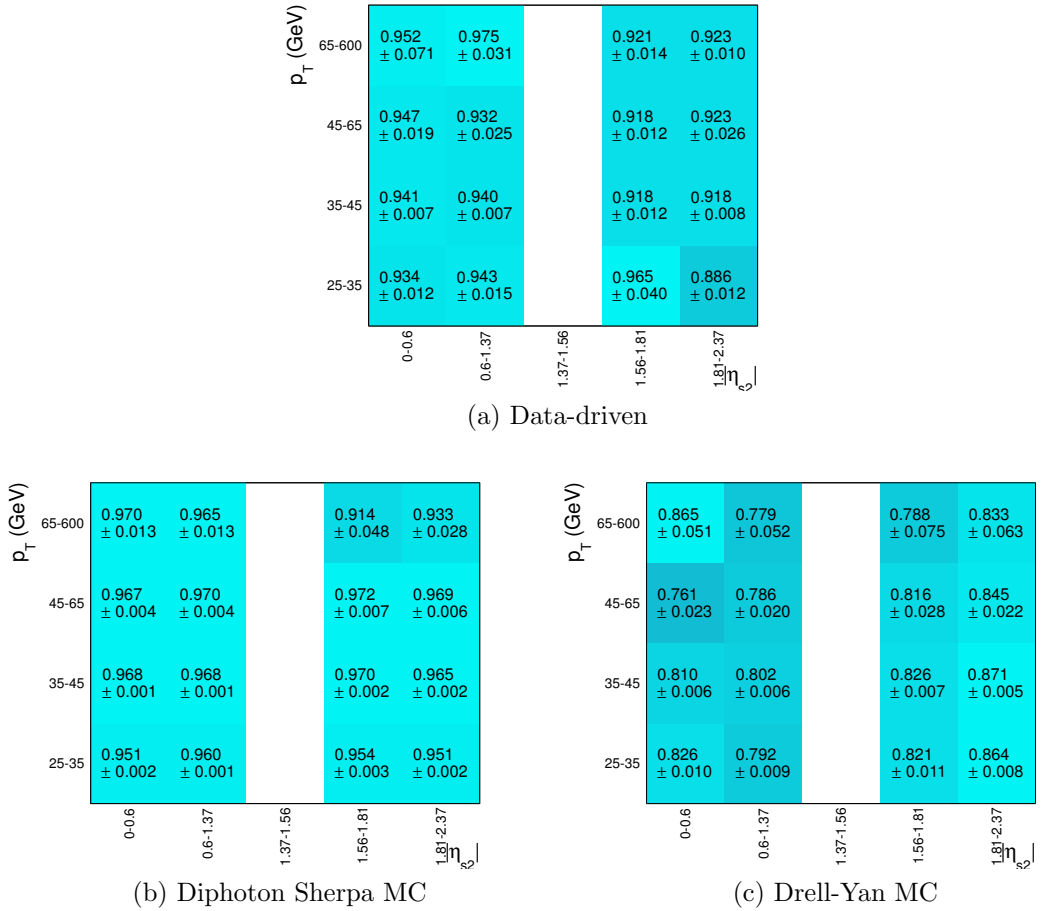 p_T (GeV)
65-600
0.952 0.975 0.921 0.923
± 0.071 ± 0.031 ± 0.014 ± 0.010
45-65
0.947 0.932 0.918 0.923
± 0.019 ± 0.025 ± 0.012 ± 0.026
35-45
0.941 0.940 0.918 0.918
± 0.007 ± 0.007 ± 0.012 ± 0.008
25-35
0.934 0.943 0.965 0.886
± 0.012 ± 0.015 ± 0.040 ± 0.012
0-0.6 0.6-1.37 1.37-1.56 1.56-1.81 1.81-2.37
|η_s2|
(a) Data-driven
p_T (GeV)
65-600
0.970 0.965 0.914 0.933
± 0.013 ± 0.013 ± 0.048 ± 0.028
45-65
0.967 0.970 0.972 0.969
± 0.004 ± 0.004 ± 0.007 ± 0.006
35-45
0.968 0.968 0.970 0.965
± 0.001 ± 0.001 ± 0.002 ± 0.002
25-35
0.951 0.960 0.954 0.951
± 0.002 ± 0.001 ± 0.003 ± 0.002
0-0.6 0.6-1.37 1.37-1.56 1.56-1.81 1.81-2.37
|η_s2|
(b) Diphoton Sherpa MC
p_T (GeV)
65-600
0.865 0.779 0.788 0.833
± 0.051 ± 0.052 ± 0.075 ± 0.063
45-65
0.761 0.786 0.816 0.845
± 0.023 ± 0.020 ± 0.028 ± 0.022
35-45
0.810 0.802 0.826 0.871
± 0.006 ± 0.006 ± 0.007 ± 0.005
25-35
0.826 0.792 0.821 0.864
± 0.010 ± 0.009 ± 0.011 ± 0.008
0-0.6 0.6-1.37 1.37-1.56 1.56-1.81 1.81-2.37
|η_s2|
(c) Drell-Yan MC